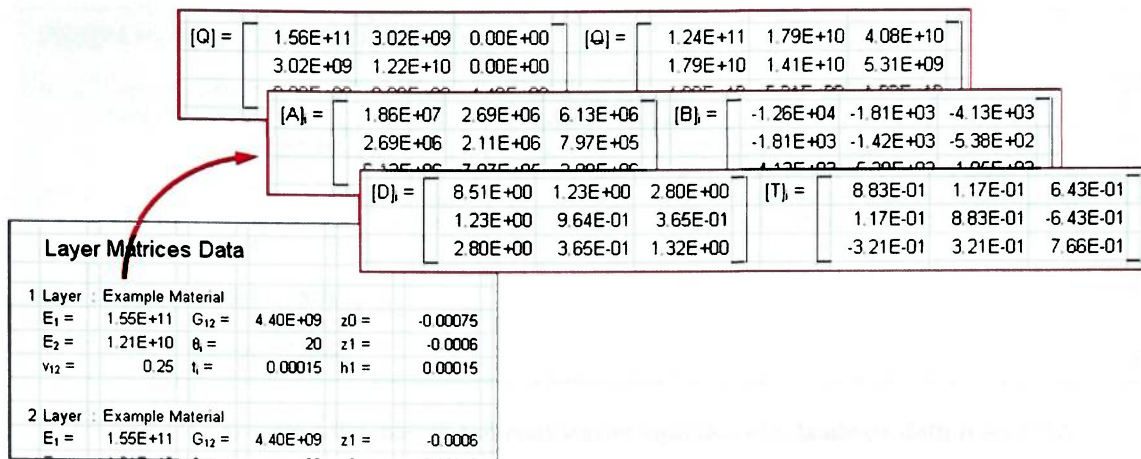 [Q] = 1.56E+11 3.02E+09 0.00E+00 [Q] = 1.24E+11 1.79E+10 4.08E+10
3.02E+09 1.22E+10 0.00E+00 1.79E+10 1.41E+10 5.31E+09
[A]ᵢ = 1.86E+07 2.69E+06 6.13E+06 [B]ᵢ = -1.26E+04 -1.81E+03 -4.13E+03
2.69E+06 2.11E+06 7.97E+05 -1.81E+03 -1.42E+03 -5.38E+02
[D]ᵢ = 8.51E+00 1.23E+00 2.80E+00 [T]ᵢ = 8.83E-01 1.17E-01 6.43E-01
1.23E+00 9.64E-01 3.65E-01 1.17E-01 8.83E-01 -6.43E-01
2.80E+00 3.65E-01 1.32E+00 -3.21E-01 3.21E-01 7.66E-01
Layer Matrices Data
1 Layer : Example Material
E₁ = 1.55E+11 G₁₂ = 4.40E+09 z0 = -0.00075
E₂ = 1.21E+10 θᵢ = 20 z1 = -0.0006
v₁₂ = 0.25 tᵢ = 0.00015 h1 = 0.00015
2 Layer : Example Material
E₁ = 1.55E+11 G₁₂ = 4.40E+09 z1 = -0.0006